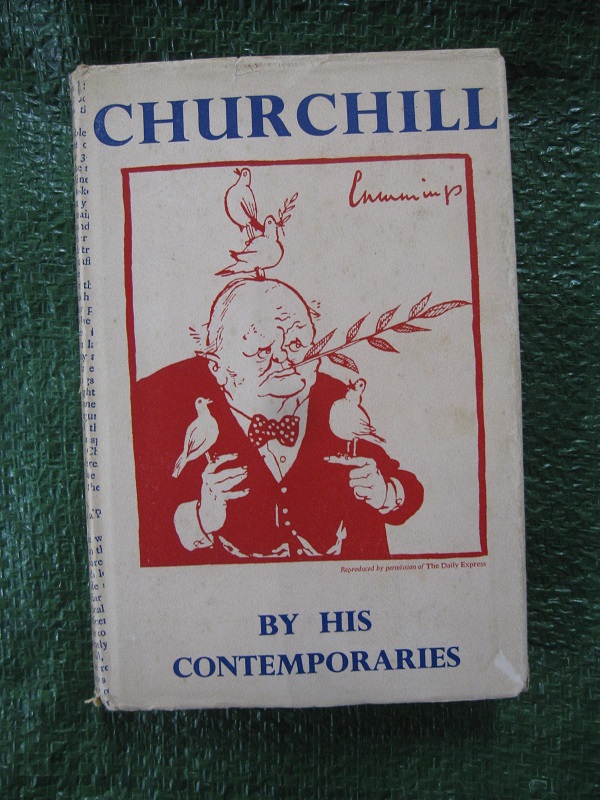 CHURCHILL
Cummings
Reproduced by permission of The Daily Express
BY HIS
CONTEMPORARIES